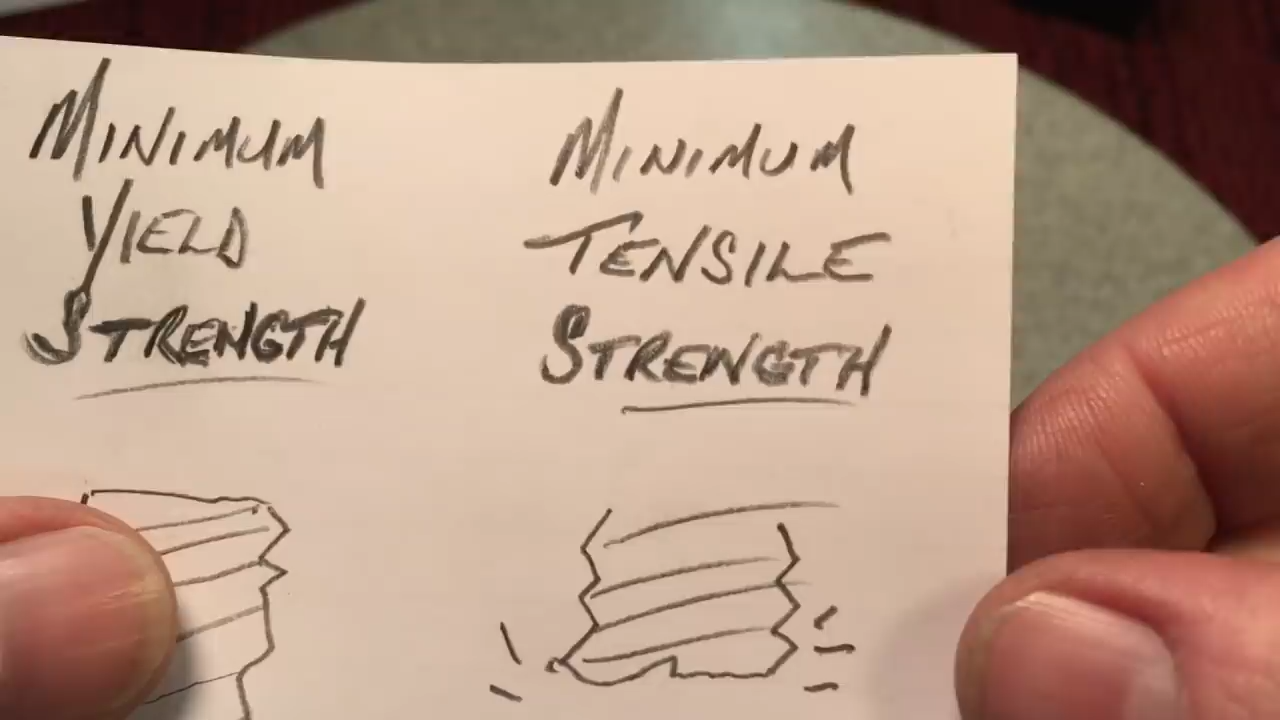 MINIMUM
YIELD
STRENGTH
MINIMUM
TENSILE
STRENGTH